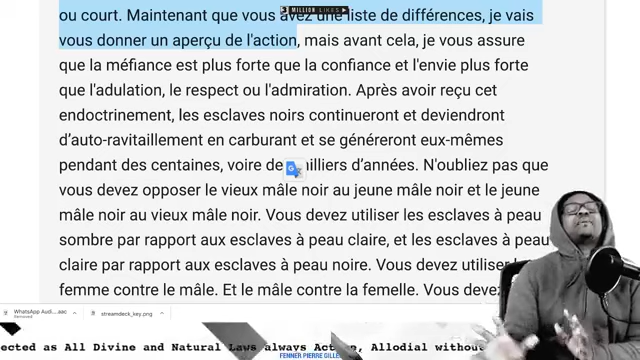 3 MILLION LIKES
ou court. Maintenant que vous avez une liste de différences, je vais
vous donner un aperçu de l'action, mais avant cela, je vous assure
que la méfiance est plus forte que la confiance et l'envie plus forte
que l'adulation, le respect ou l'admiration. Après avoir reçu cet
endoctrinement, les esclaves noirs continueront et deviendront
d'auto-ravitaillement en carburant et se généreront eux-mêmes
pendant des centaines, voire de milliers d'années. N'oubliez pas que
vous devez opposer le vieux mâle noir au jeune mâle noir et le jeune
mâle noir au vieux mâle noir. Vous devez utiliser les esclaves à peau
sombre par rapport aux esclaves à peau claire, et les esclaves à peau
claire par rapport aux esclaves à peau noire. Vous devez utiliser
femme contre le mâle. Et le mâle contre la femelle. Vous devez
WhatsApp Aud....aac
Removed
streamdeck_key.png
ected as All Divine and Natural Laws always Act on, Allodial witho
FENNER PIERRE GILLE